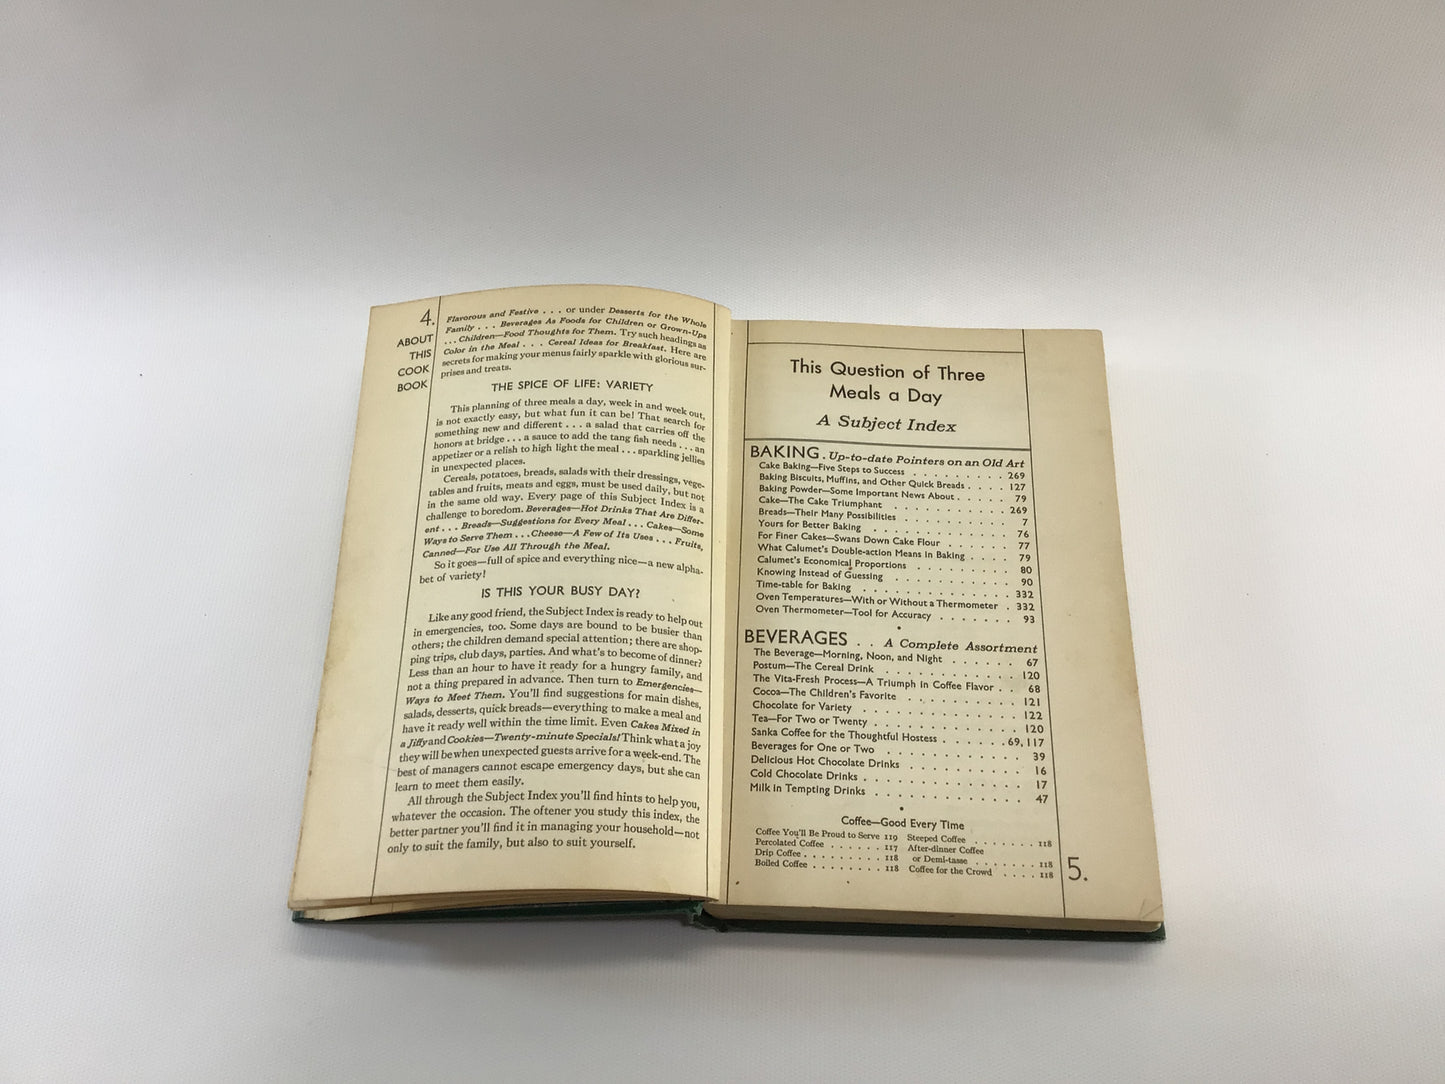 4.
ABOUT
THIS
COOK
BOOK
Flavorous and Festive . . . or under Desserts for the Whole
Family . . . Beverages As Foods for Children or Grown-Ups
. . . Children—Food Thoughts for Them. Try such headings as
Color in the Meal . . . Cereal Ideas for Breakfast. Here are
secrets for making your menus fairly sparkle with glorious sur-
prises and treats.
THE SPICE OF LIFE: VARIETY
This planning of three meals a day, week in and week out,
is not exactly easy, but what fun it can be! That search for
something new and different . . . a salad that carries off the
honors at bridge . . . a sauce to add the tang fish needs . . . an
appetizer or a relish to high light the meal . . . sparkling jellies
in unexpected places.
Cereals, potatoes, breads, salads with their dressings, vege-
tables and fruits, meats and eggs, must be used daily, but not
in the same old way. Every page of this Subject Index is a
challenge to boredom. Beverages—Hot Drinks That Are Differ-
ent . . . Breads—Suggestions for Every Meal . . . Cakes—Some
Ways to Serve Them . . . Cheese—A Few of Its Uses . . . Fruits,
Canned—For Use All Through the Meal.
So it goes—full of spice and everything nice—a new alpha-
bet of variety!
IS THIS YOUR BUSY DAY?
Like any good friend, the Subject Index is ready to help out
in emergencies, too. Some days are bound to be busier than
others; the children demand special attention; there are shop-
ping trips, club days, parties. And what's to become of dinner?
Less than an hour to have it ready for a hungry family, and
not a thing prepared in advance. Then turn to Emergencies—
Ways to Meet Them. You'll find suggestions for main dishes,
salads, desserts, quick breads—everything to make a meal and
have it ready well within the time limit. Even Cakes Mixed in
a Jiffy and Cookies—Twenty-minute Specials! Think what a joy
they will be when unexpected guests arrive for a week-end. The
best of managers cannot escape emergency days, but she can
learn to meet them easily.
All through the Subject Index you'll find hints to help you,
whatever the occasion. The oftener you study this index, the
better partner you'll find it in managing your household—not
only to suit the family, but also to suit yourself.
This Question of Three
Meals a Day
A Subject Index
BAKING . Up-to-date Pointers on an Old Art
Cake Baking—Five Steps to Success . . . . . . . . . 269
Baking Biscuits, Muffins, and Other Quick Breads . . . . 127
Baking Powder—Some Important News About . . . . . 79
Cake—The Cake Triumphant . . . . . . . . . . . 269
Breads—Their Many Possibilities . . . . . . . . . . 7
Yours for Better Baking . . . . . . . . . . . . 76
For Finer Cakes—Swans Down Cake Flour . . . . . . 77
What Calumet's Double-action Means in Baking . . . . 79
Calumet's Economical Proportions . . . . . . . . . 80
Knowing Instead of Guessing . . . . . . . . . . 90
Time-table for Baking . . . . . . . . . . . . . 332
Oven Temperatures—With or Without a Thermometer . 332
Oven Thermometer—Tool for Accuracy . . . . . . . 93
BEVERAGES . . A Complete Assortment
The Beverage—Morning, Noon, and Night . . . . . . 67
Postum—The Cereal Drink . . . . . . . . . . . 120
The Vita-Fresh Process—A Triumph in Coffee Flavor . . 68
Cocoa—The Children's Favorite . . . . . . . . . 121
Chocolate for Variety . . . . . . . . . . . . . 122
Tea—For Two or Twenty . . . . . . . . . . . . 120
Sanka Coffee for the Thoughtful Hostess . . . . . . . 69, 117
Beverages for One or Two . . . . . . . . . . . 39
Delicious Hot Chocolate Drinks . . . . . . . . . . 16
Cold Chocolate Drinks . . . . . . . . . . . . . 17
Milk in Tempting Drinks . . . . . . . . . . . . 47
Coffee—Good Every Time
Coffee You'll Be Proud to Serve 119
Percolated Coffee . . . . . . 117
Drip Coffee . . . . . . . . . 118
Boiled Coffee . . . . . . . . 118
Steeped Coffee . . . . . . . 118
After-dinner Coffee
or Demi-tasse . . . . . . . 118
Coffee for the Crowd . . . . 118
5.